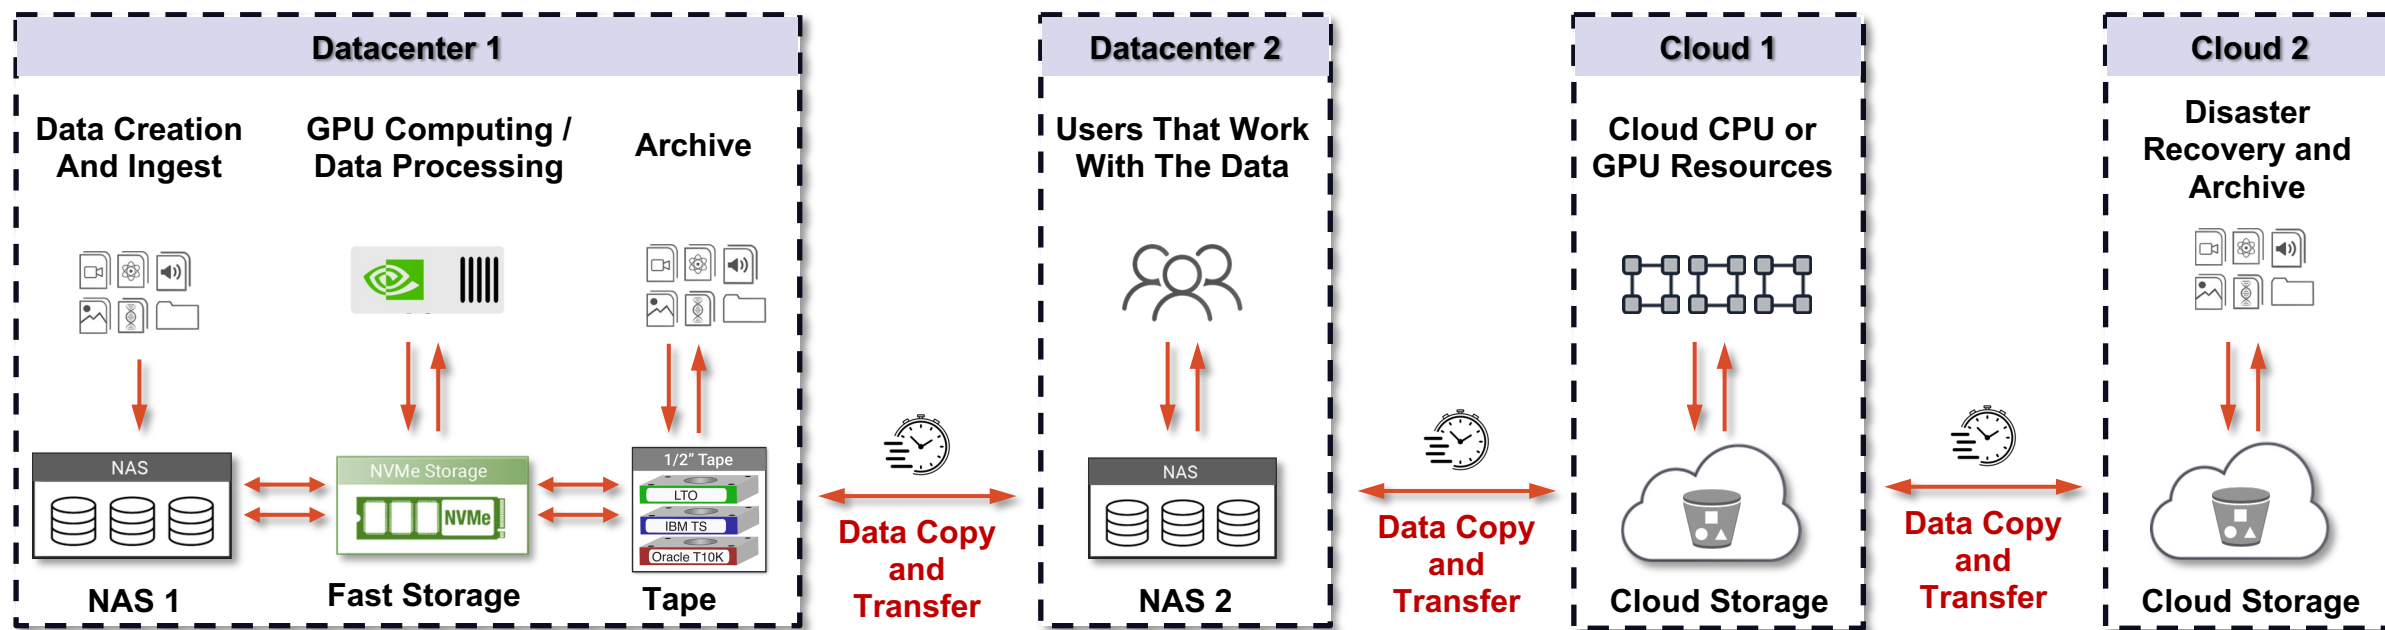 Datacenter 1
Data Creation
And Ingest
GPU Computing /
Data Processing
Archive
NAS
NVMe Storage
NVMe
1/2” Tape
LTO
IBM TS
Oracle T10K
NAS 1
Fast Storage
Tape
Data Copy
and
Transfer
Datacenter 2
Users That Work
With The Data
NAS
NAS 2
Data Copy
and
Transfer
Cloud 1
Cloud CPU or
GPU Resources
Cloud Storage
Data Copy
and
Transfer
Cloud 2
Disaster
Recovery and
Archive
Cloud Storage